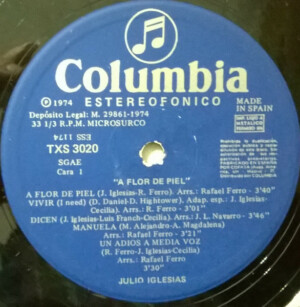 Columbia
℗ 1974 ESTEREOFONICO
MADE IN SPAIN
Depósito Legal: M. 29861-1974
33 1/3 R.P.M. MICROSURCO
ESS 1174
TXS 3020
SGAE
Cara 1
"A FLOR DE PIEL"
A FLOR DE PIEL (J. Iglesias-R. Ferro). Arrs.: Rafael Ferro - 3'40"
VIVIR (I need) (D. Daniel-D. Hightower). Adap. esp.: J. Iglesias-
Cecilia). Arrs.: R. Ferro - 3'01"
DICEN (J. Iglesias-Luis Franch-Cecilia). Arrs.: J. L. Navarro - 3'46"
MANUELA (M. Alejandro-A. Magdalena)
Arrs.: Rafael Ferro - 3'21"
UN ADIOS A MEDIA VOZ
(R. Ferro-J. Iglesias-Cecilia)
Arrs.: Rafael Ferro
3'30"
JULIO IGLESIAS